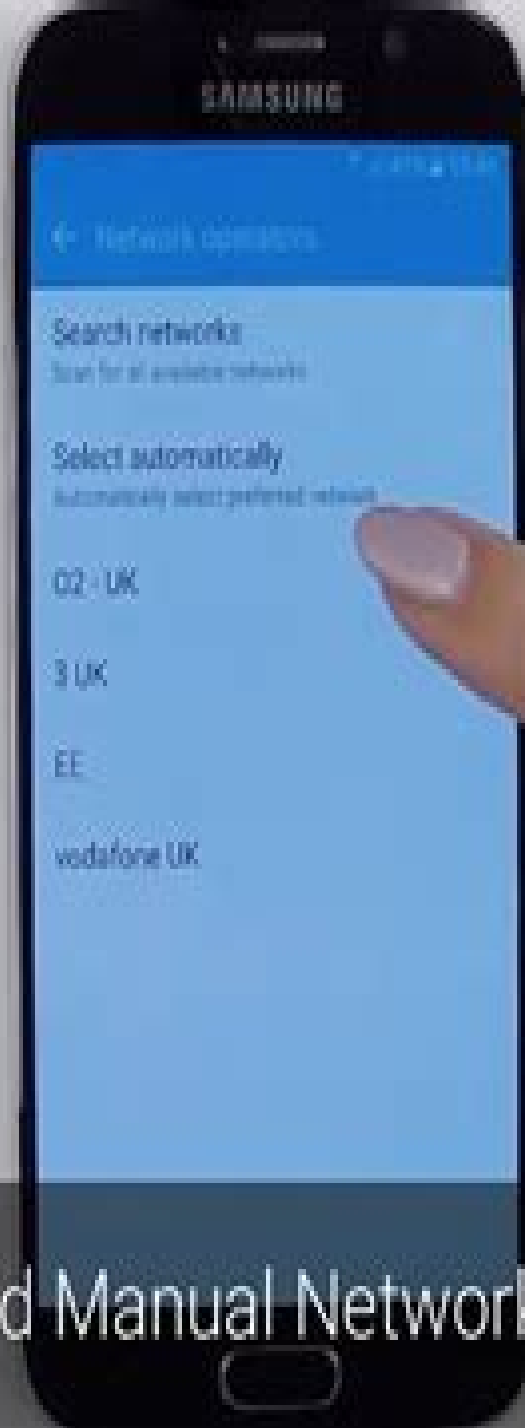 SAMSUNG
Network operators
Search networks
Scan for all available networks
Select automatically
Automatically select preferred network
O2 - UK
3 UK
EE
vodafone UK
d Manual Network